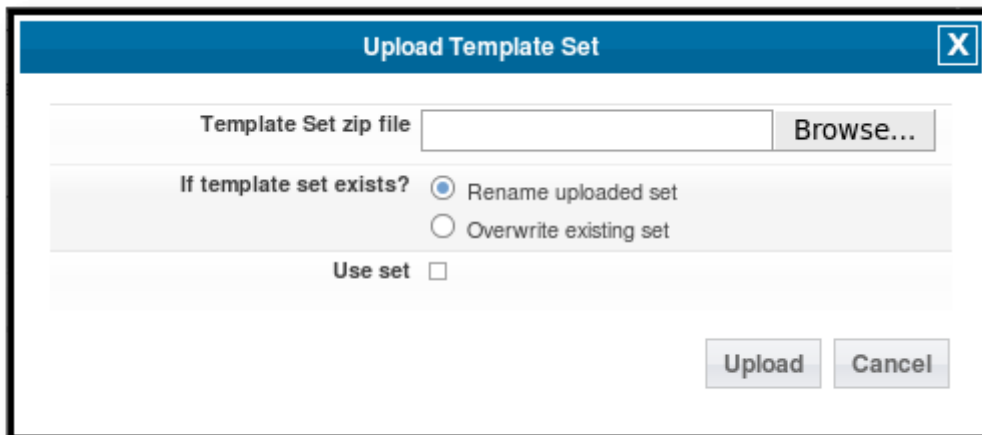 Upload Template Set X
Template Set zip file Browse...
If template set exists? Rename uploaded set
Overwrite existing set
Use set
Upload Cancel